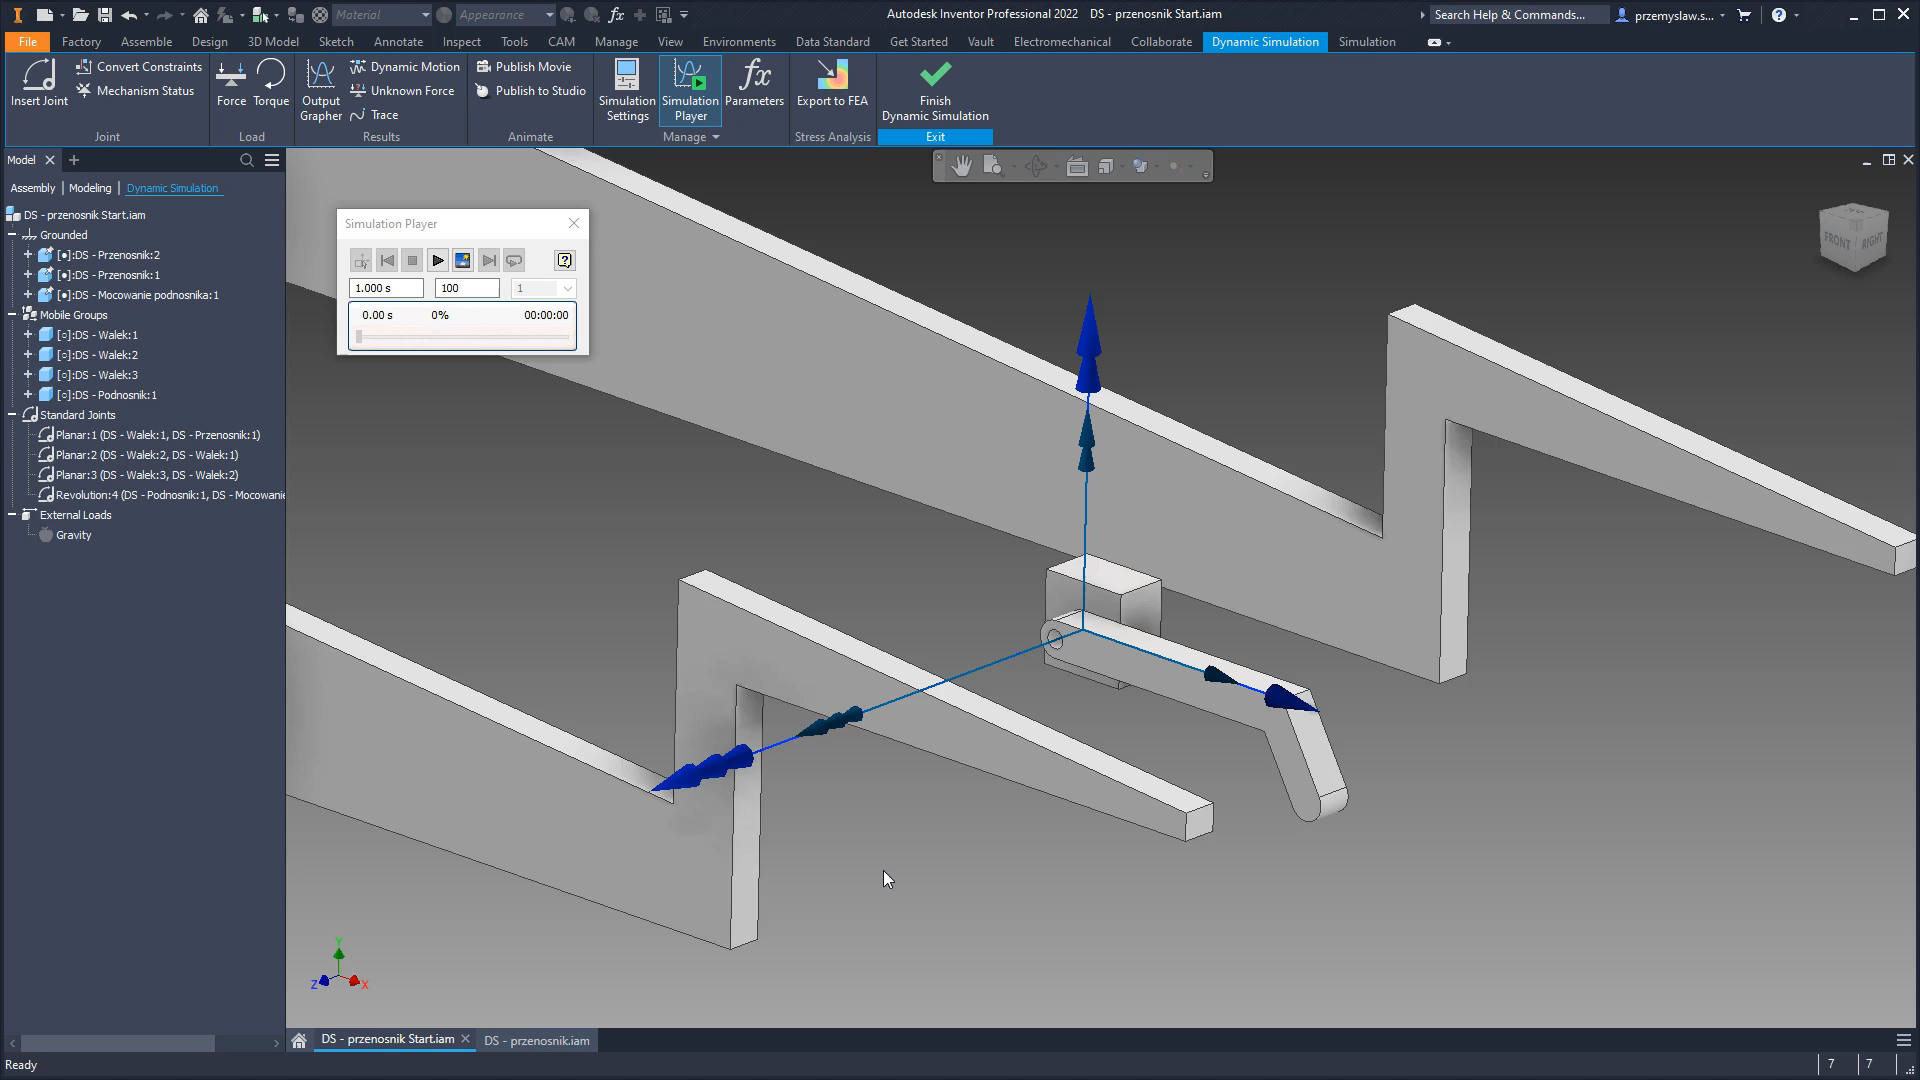 Material
Appearance
Autodesk Inventor Professional 2022 DS - przenosnik Start.iam
Search Help & Commands...
przemyslaw.s...
File Factory Assemble Design 3D Model Sketch Annotate Inspect Tools CAM Manage View Environments Data Standard Get Started Vault Electromechanical Collaborate Dynamic Simulation Simulation
Insert Joint
Convert Constraints
Mechanism Status
Joint
Force
Torque
Load
Output Grapher
Dynamic Motion
Unknown Force
Trace
Results
Publish Movie
Publish to Studio
Animate
Simulation Settings
Simulation Player
fx
Parameters
Manage
Export to FEA
Stress Analysis
Finish
Dynamic Simulation
Exit
Model
Assembly | Modeling | Dynamic Simulation
DS - przenosnik Start.iam
Grounded
[●]:DS - Przenosnik:2
[●]:DS - Przenosnik:1
[●]:DS - Mocowanie podnosnika:1
Mobile Groups
[○]:DS - Walek:1
[○]:DS - Walek:2
[○]:DS - Walek:3
[○]:DS - Podnosnik:1
Standard Joints
Planar:1 (DS - Walek:1, DS - Przenosnik:1)
Planar:2 (DS - Walek:2, DS - Walek:1)
Planar:3 (DS - Walek:3, DS - Walek:2)
Revolution:4 (DS - Podnosnik:1, DS - Mocowanie
External Loads
Gravity
Simulation Player
1.000 s
100
1
0.00 s
0%
00:00:00
FRONT
RIGHT
Y
Z
X
DS - przenosnik Start.iam
DS - przenosnik.iam
Ready
7
7